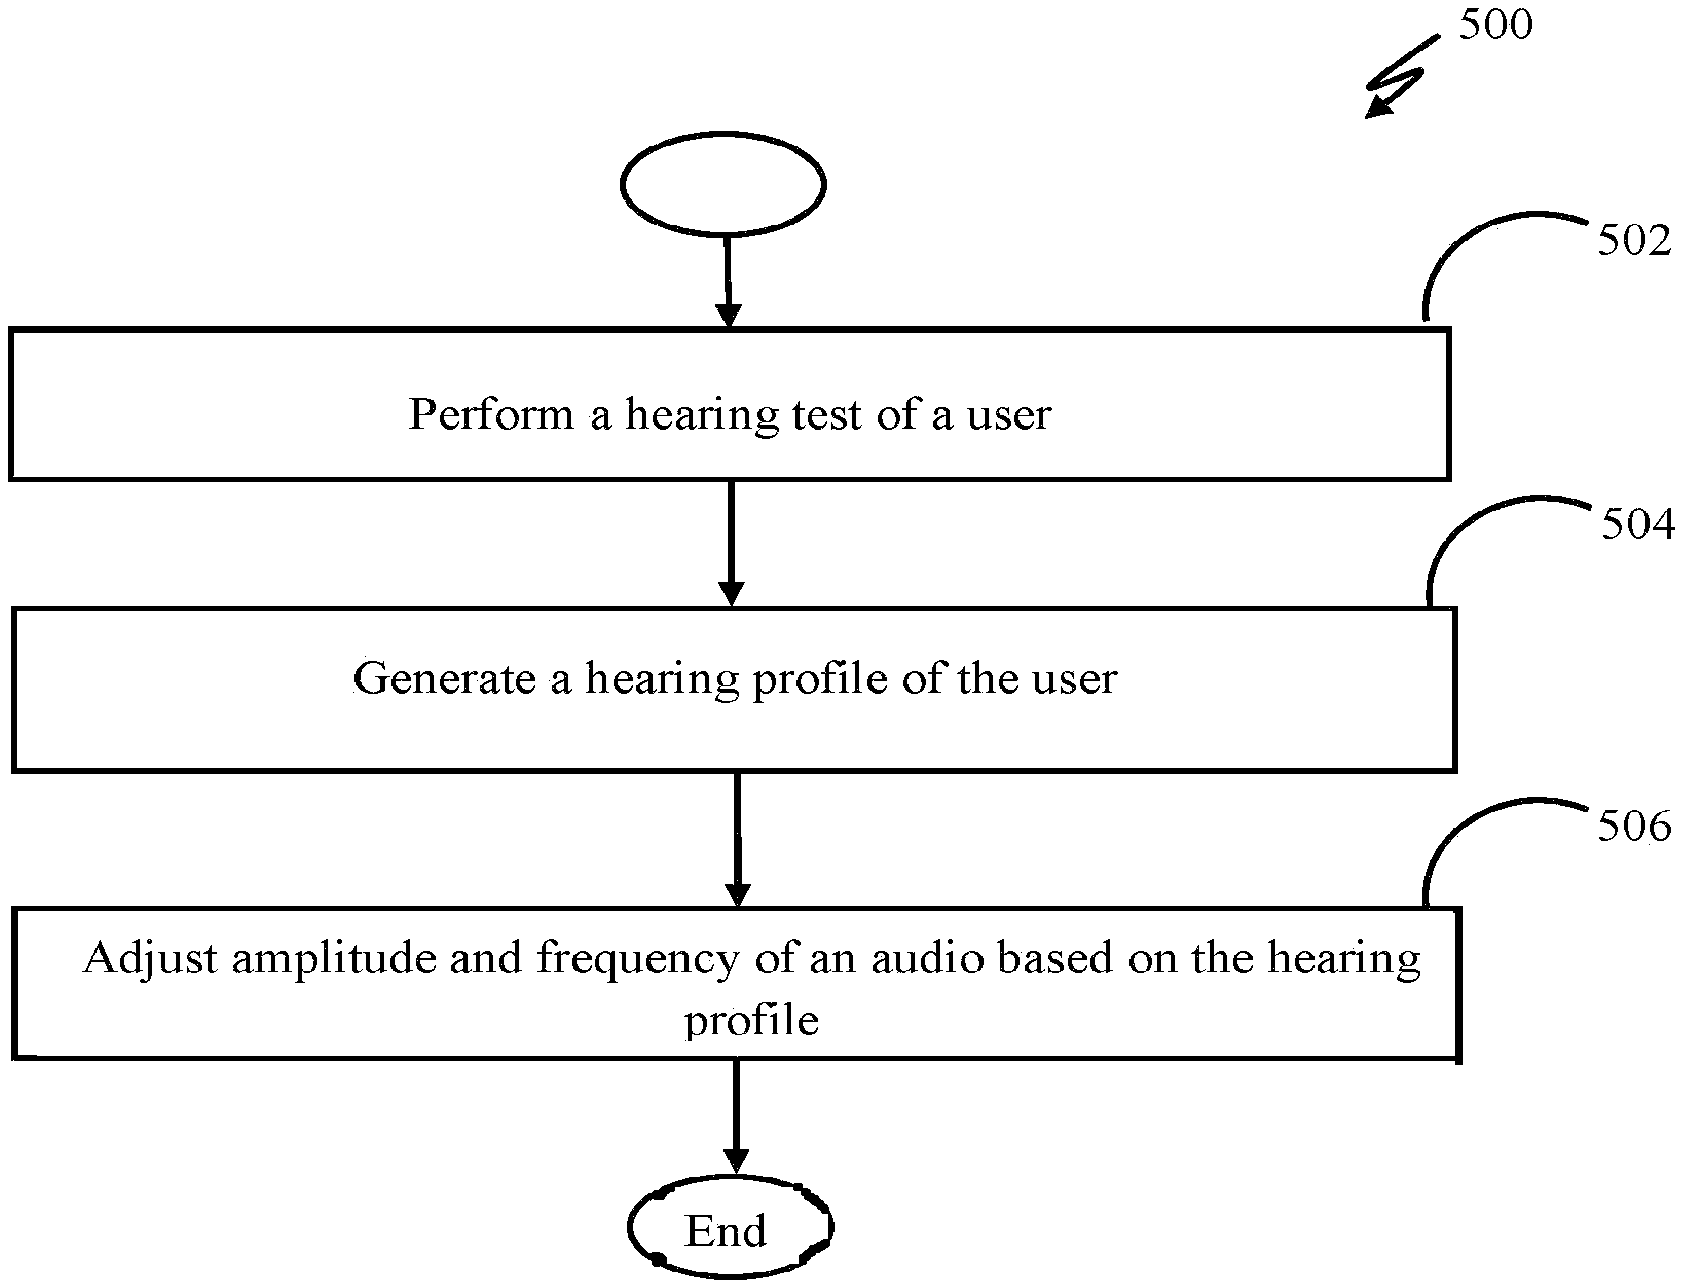 500
502
Perform a hearing test of a user
504
Generate a hearing profile of the user
506
Adjust amplitude and frequency of an audio based on the hearing
profile
End